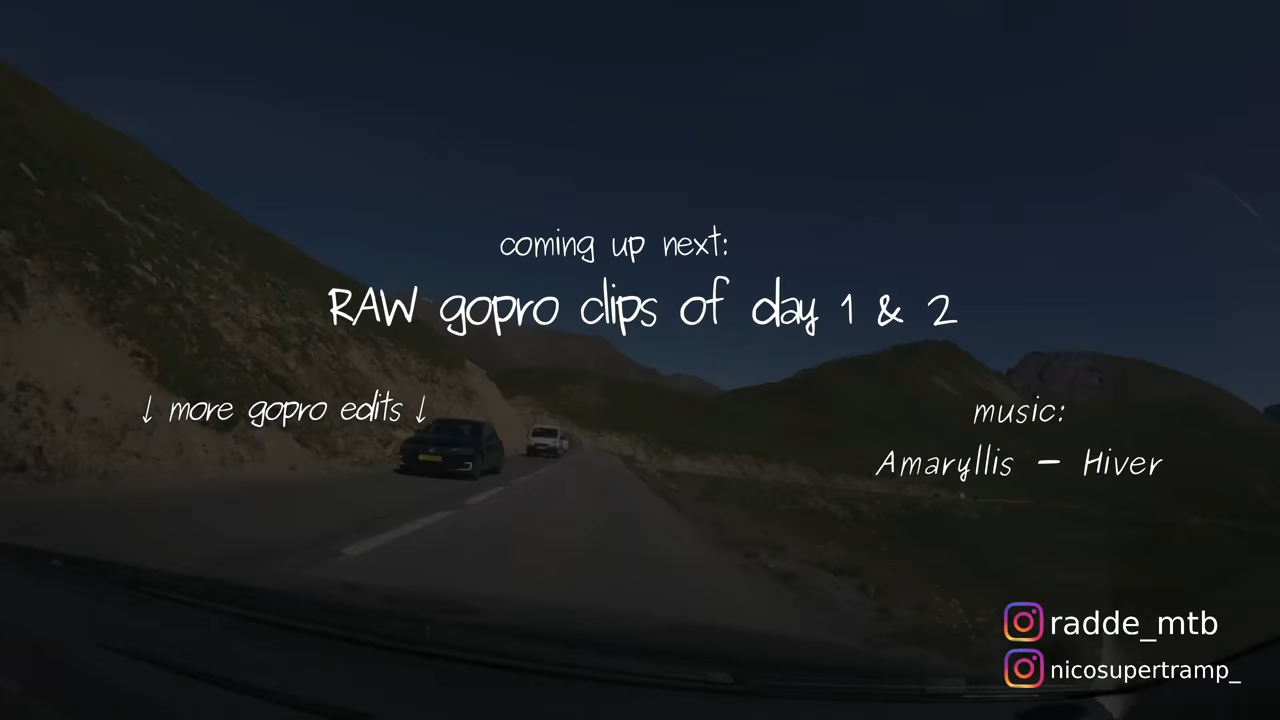 coming up next:
RAW gopro clips of day 1 & 2
↓ more gopro edits ↓
music:
Amaryllis – Hiver
radde_mtb
nicosupertramp_